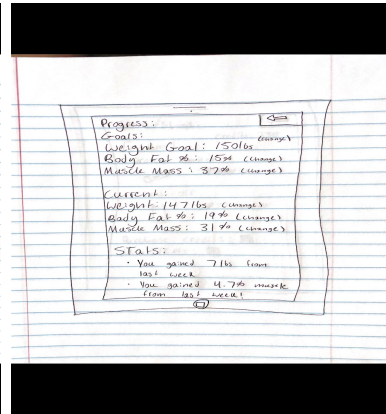 Progress:
Goals:
(change)
Weight Goal: 150lbs
Body Fat %: 15% (change)
Muscle Mass: 37% (change)
Current:
Weight: 147lbs (change)
Body Fat %: 19% (change)
Muscle Mass: 31% (change)
STATS:
• You gained 7lbs from
last week
• You gained 4.7% muscle
from last week!